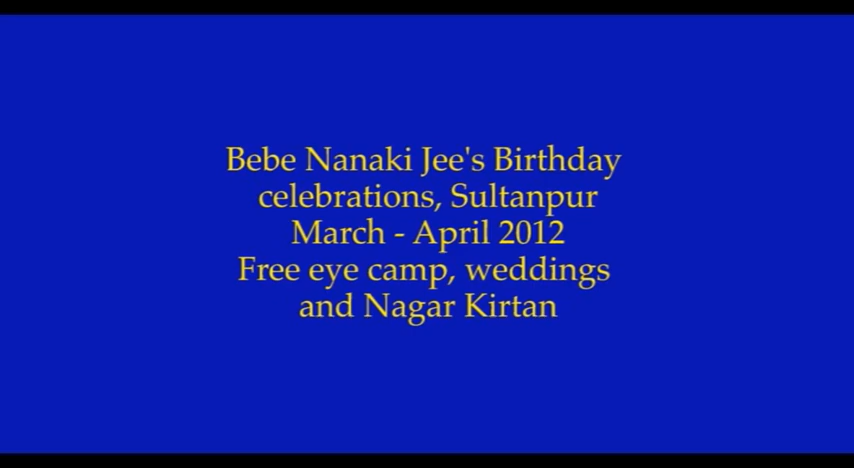 Bebe Nanaki Jee's Birthday
celebrations, Sultanpur
March - April 2012
Free eye camp, weddings
and Nagar Kirtan